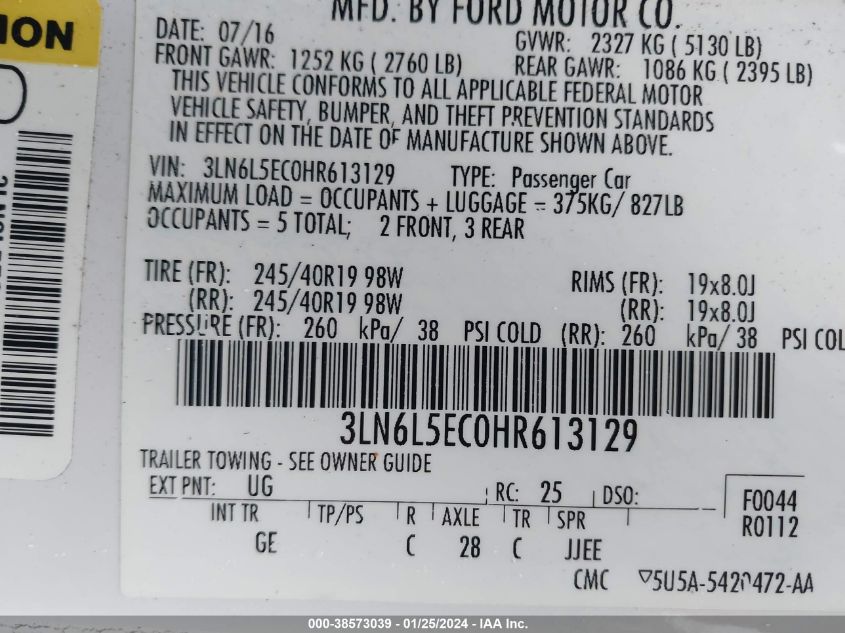 ION
MFD. BY FORD MOTOR CO.
DATE: 07/16 GVWR: 2327 KG ( 5130 LB)
FRONT GAWR: 1252 KG ( 2760 LB) REAR GAWR: 1086 KG ( 2395 LB)
THIS VEHICLE CONFORMS TO ALL APPLICABLE FEDERAL MOTOR
VEHICLE SAFETY, BUMPER, AND THEFT PREVENTION STANDARDS
IN EFFECT ON THE DATE OF MANUFACTURE SHOWN ABOVE.
VIN: 3LN6L5EC0HR613129 TYPE: Passenger Car
MAXIMUM LOAD = OCCUPANTS + LUGGAGE = 375KG/ 827LB
OCCUPANTS = 5 TOTAL; 2 FRONT, 3 REAR
TIRE (FR): 245/40R19 98W RIMS (FR): 19x8.0J
(RR): 245/40R19 98W (RR): 19x8.0J
PRESSURE (FR): 260 kPa/ 38 PSI COLD (RR): 260 kPa/ 38 PSI COL
3LN6L5EC0HR613129
TRAILER TOWING - SEE OWNER GUIDE
EXT PNT: UG RC: 25 DSO: F0044
R0112
INT TR TP/PS R AXLE TR SPR
GE C 28 C JJEE
CMC 5U5A-5420472-AA
000-38573039 - 01/25/2024 - IAA Inc.